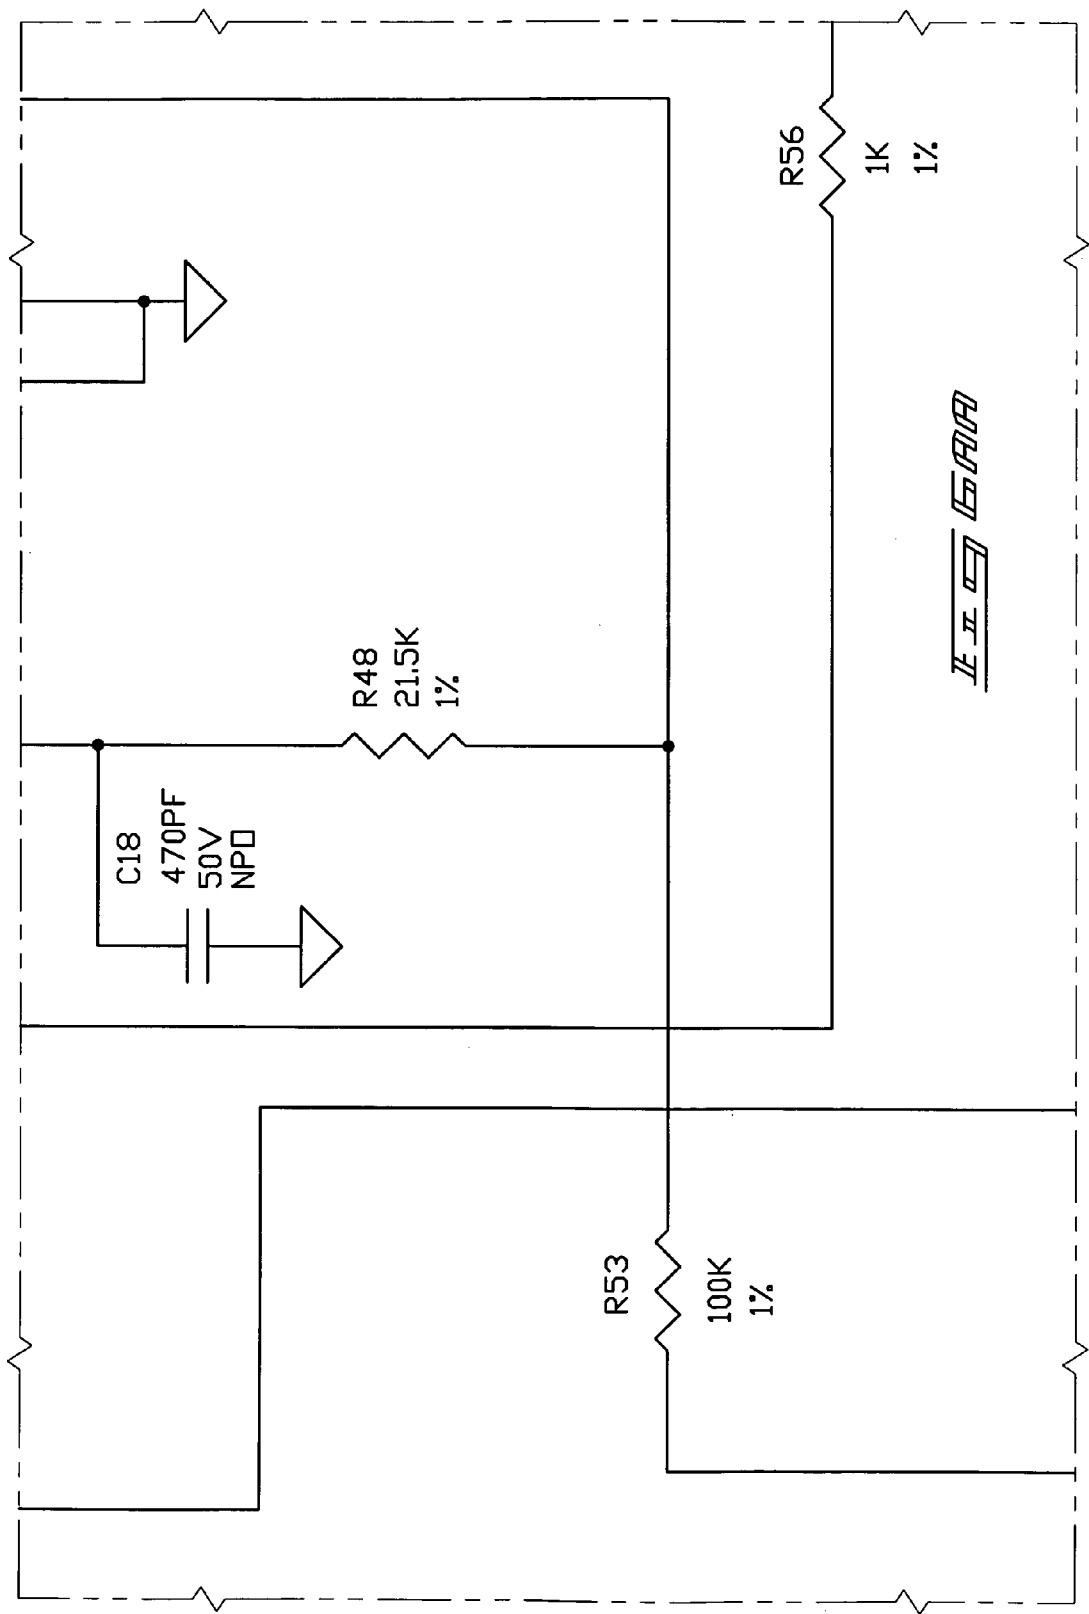 C18
470PF
50V
NPO
R48
21.5K
1%
R56
1K
1%
R53
100K
1%
FIG 6AA